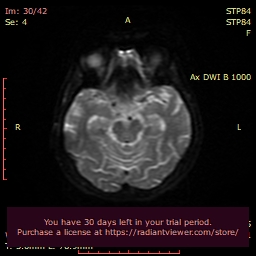 Im: 30/42
Se: 4
A
STP84
STP84
F
Ax DWI B 1000
R
L
You have 30 days left in your trial period.
Purchase a license at https://radiantviewer.com/store/